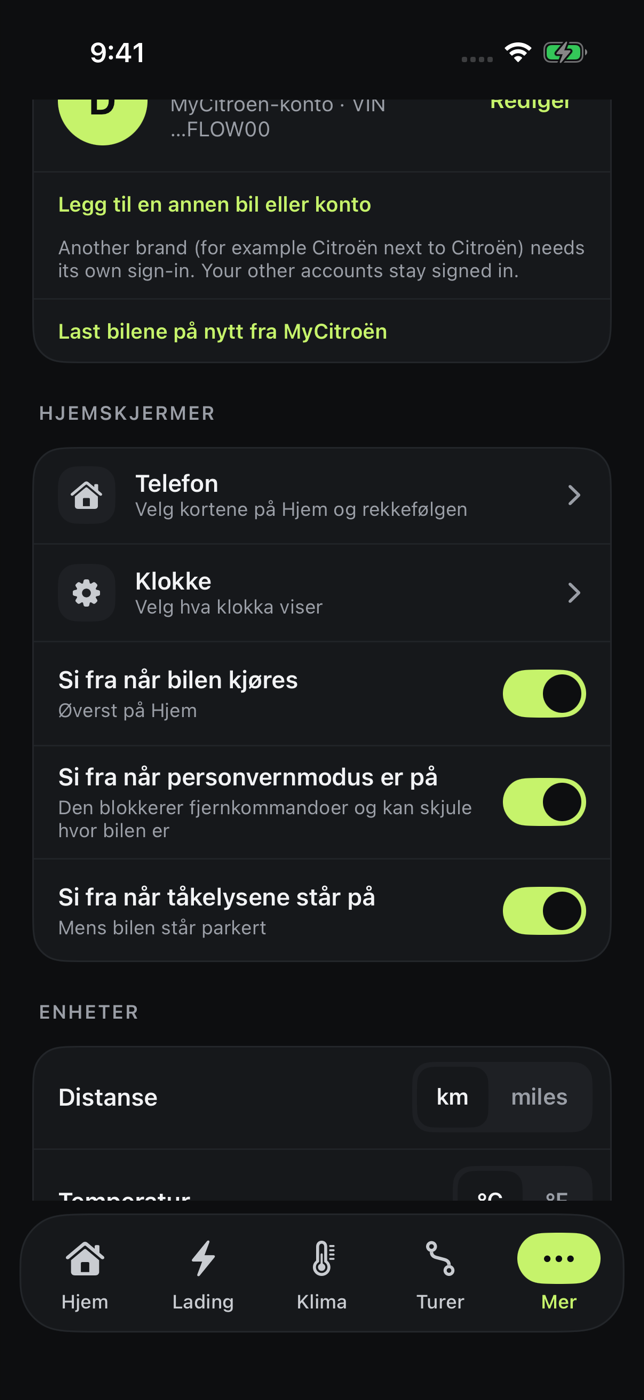 9:41
MyCitroën-konto · VIN
Rediger
...FLOW00
Legg til en annen bil eller konto
Another brand (for example Citroën next to Citroën) needs
its own sign-in. Your other accounts stay signed in.
Last bilene på nytt fra MyCitroën
HJEMSKJERMER
Telefon
Velg kortene på Hjem og rekkefølgen
Klokke
Velg hva klokka viser
Si fra når bilen kjøres
Øverst på Hjem
Si fra når personvernmodus er på
Den blokkerer fjernkommandoer og kan skjule
hvor bilen er
Si fra når tåkelysene står på
Mens bilen står parkert
ENHETER
Distanse
km
miles
Temperatur
°C
°F
Hjem
Lading
Klima
Turer
Mer